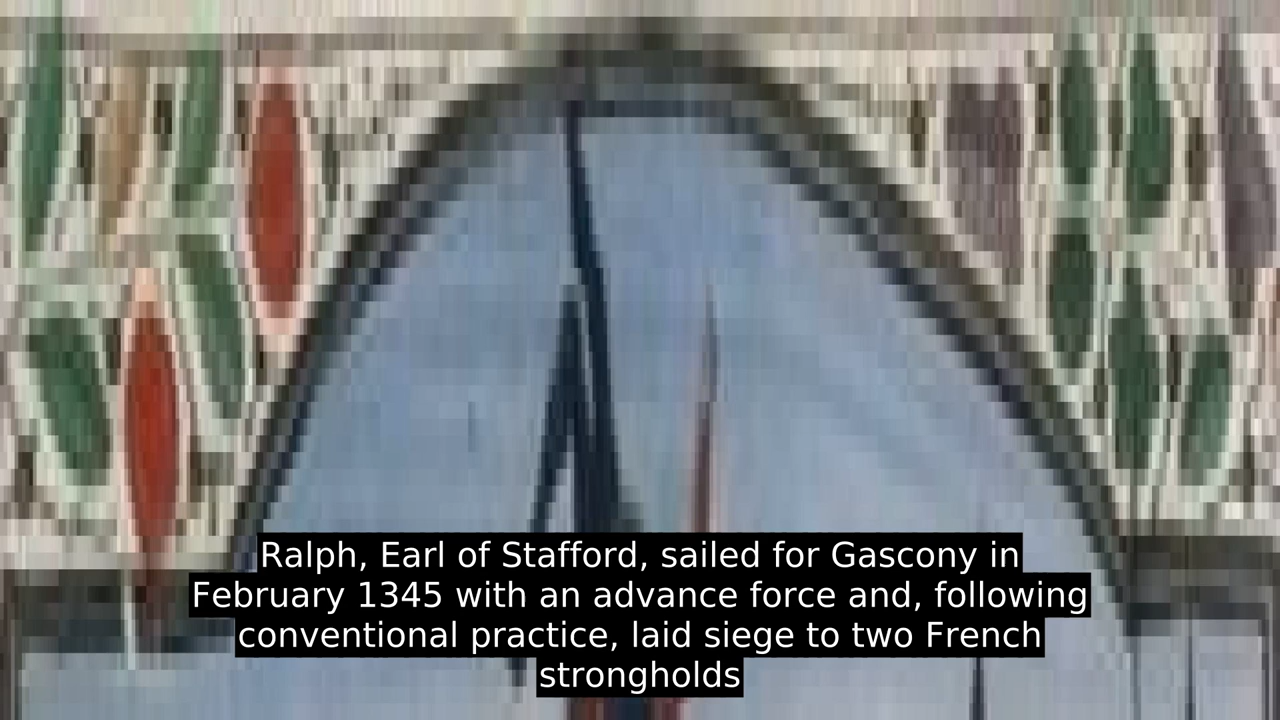 Ralph, Earl of Stafford, sailed for Gascony in
February 1345 with an advance force and, following
conventional practice, laid siege to two French
strongholds